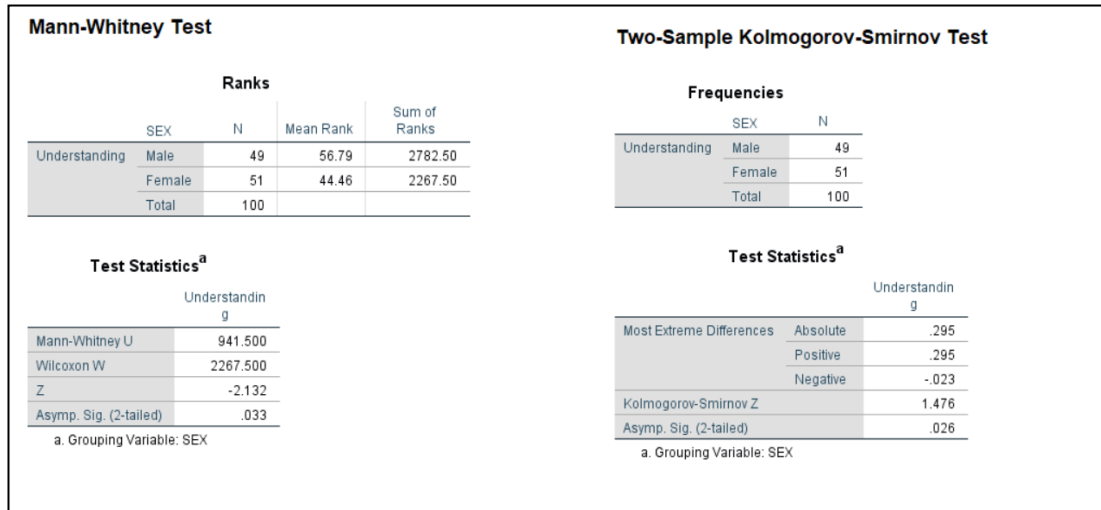 Mann-Whitney Test
Ranks
SEX N Mean Rank Sum of Ranks
Understanding Male 49 56.79 2782.50
Female 51 44.46 2267.50
Total 100
Test Statisticsa
Understandin
g
Mann-Whitney U 941.500
Wilcoxon W 2267.500
Z -2.132
Asymp. Sig. (2-tailed) .033
a. Grouping Variable: SEX
Two-Sample Kolmogorov-Smirnov Test
Frequencies
SEX N
Understanding Male 49
Female 51
Total 100
Test Statisticsa
Understandin
g
Most Extreme Differences Absolute .295
Positive .295
Negative -.023
Kolmogorov-Smirnov Z 1.476
Asymp. Sig. (2-tailed) .026
a. Grouping Variable: SEX